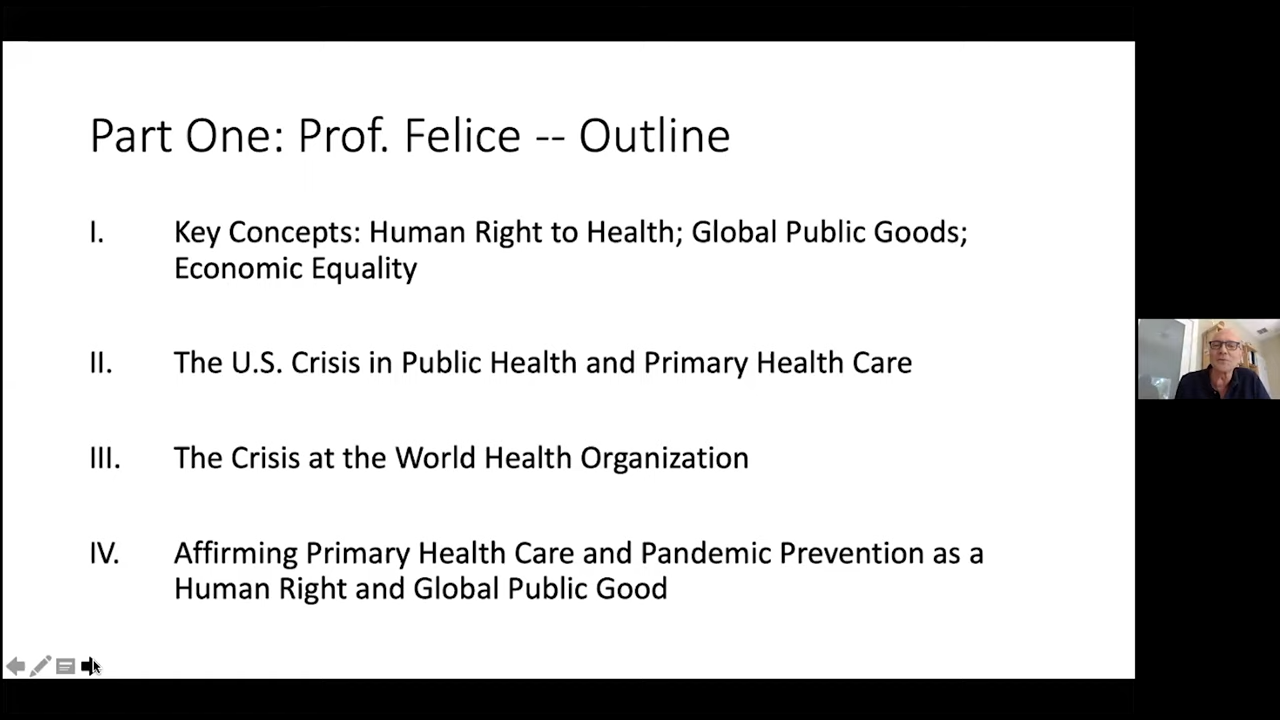 Part One: Prof. Felice -- Outline
I. Key Concepts: Human Right to Health; Global Public Goods;
Economic Equality
II. The U.S. Crisis in Public Health and Primary Health Care
III. The Crisis at the World Health Organization
IV. Affirming Primary Health Care and Pandemic Prevention as a
Human Right and Global Public Good